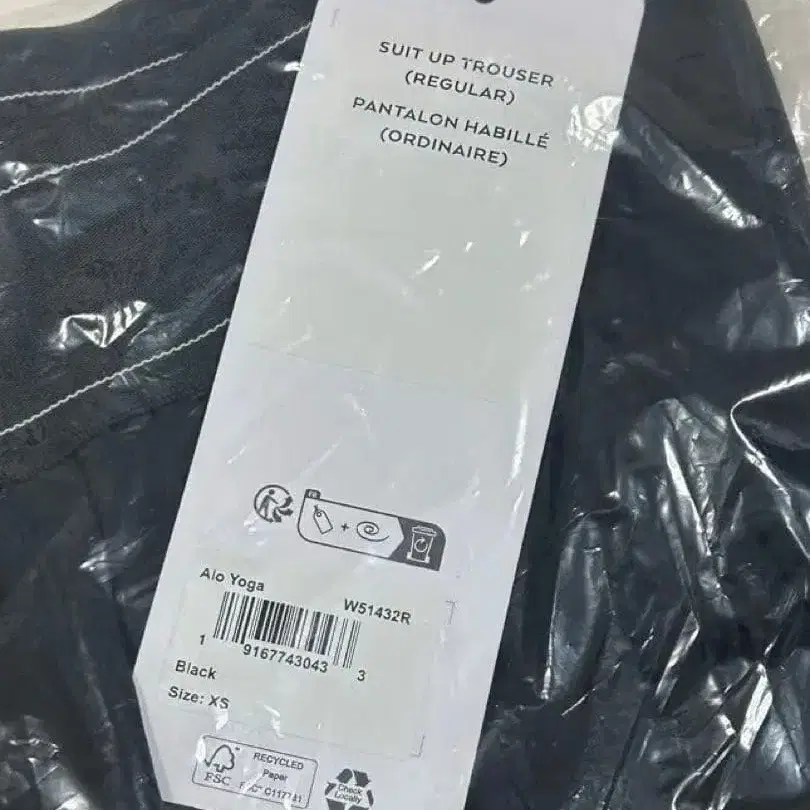 SUIT UP TROUSER
(REGULAR)
PANTALON HABILLÉ
(ORDINAIRE)
FR
Alo Yoga
W51432R
1 9167743043 3
Black
Size: XS
FSC
RECYCLED
Paper
Check
Locally